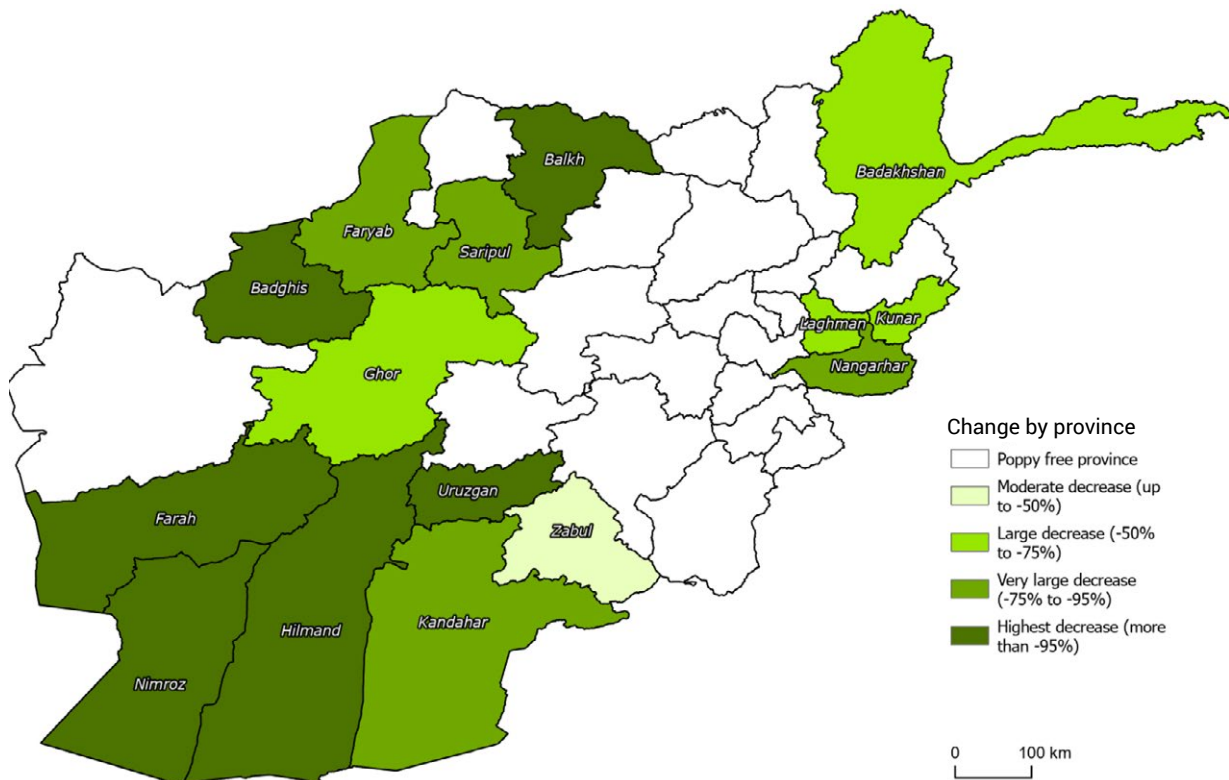 Balkh
Badakhshan
Faryab
Saripul
Badghis
Laghman
Kunar
Nangarhar
Ghor
Uruzgan
Farah
Zabul
Hilmand
Kandahar
Nimroz
Change by province
Poppy free province
Moderate decrease (up
to -50%)
Large decrease (-50%
to -75%)
Very large decrease
(-75% to -95%)
Highest decrease (more
than -95%)
0 100 km